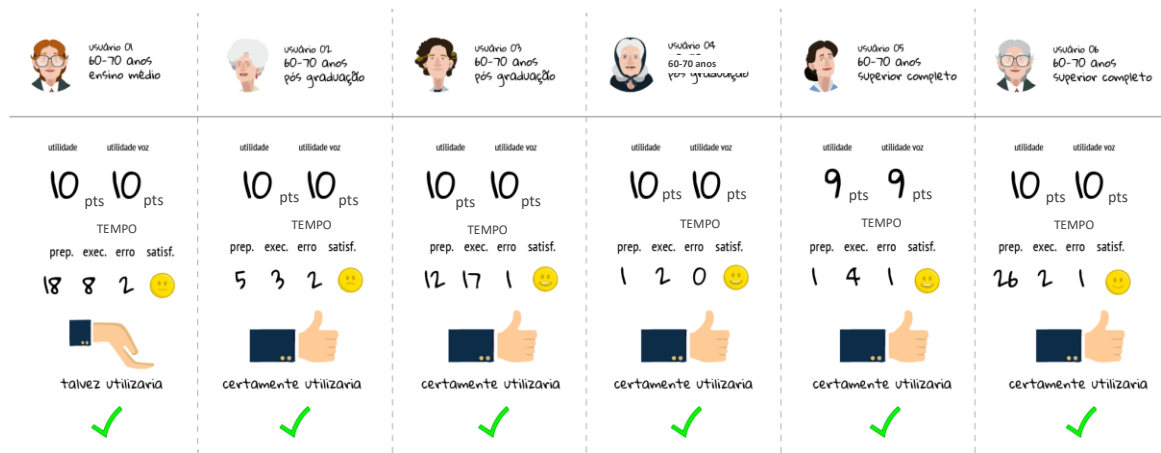 usuário 01
60-70 anos
ensino médio
usuário 02
60-70 anos
pós graduação
usuário 03
60-70 anos
pós graduação
usuário 04
60-70 anos
pós graduação
usuário 05
60-70 anos
superior completo
usuário 06
60-70 anos
superior completo
utilidade utilidade voz
10 pts 10 pts
TEMPO
prep. exec. erro satisf.
18 8 2
talvez utilizaria
utilidade utilidade voz
10 pts 10 pts
TEMPO
prep. exec. erro satisf.
5 3 2
certamente utilizaria
utilidade utilidade voz
10 pts 10 pts
TEMPO
prep. exec. erro satisf.
12 17 1
certamente utilizaria
utilidade utilidade voz
10 pts 10 pts
TEMPO
prep. exec. erro satisf.
1 2 0
certamente utilizaria
utilidade utilidade voz
9 pts 9 pts
TEMPO
prep. exec. erro satisf.
1 4 1
certamente utilizaria
utilidade utilidade voz
10 pts 10 pts
TEMPO
prep. exec. erro satisf.
26 2 1
certamente utilizaria